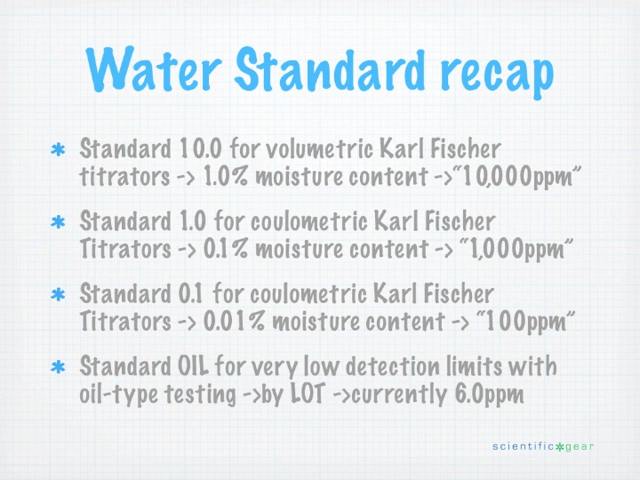 Water Standard recap
* Standard 10.0 for volumetric Karl Fischer
titrators -> 1.0% moisture content ->"10,000ppm"
* Standard 1.0 for coulometric Karl Fischer
Titrators -> 0.1% moisture content -> "1,000ppm"
* Standard 0.1 for coulometric Karl Fischer
Titrators -> 0.01% moisture content -> "100ppm"
* Standard OIL for very low detection limits with
oil-type testing ->by LOT ->currently 6.0ppm
scientific*gear